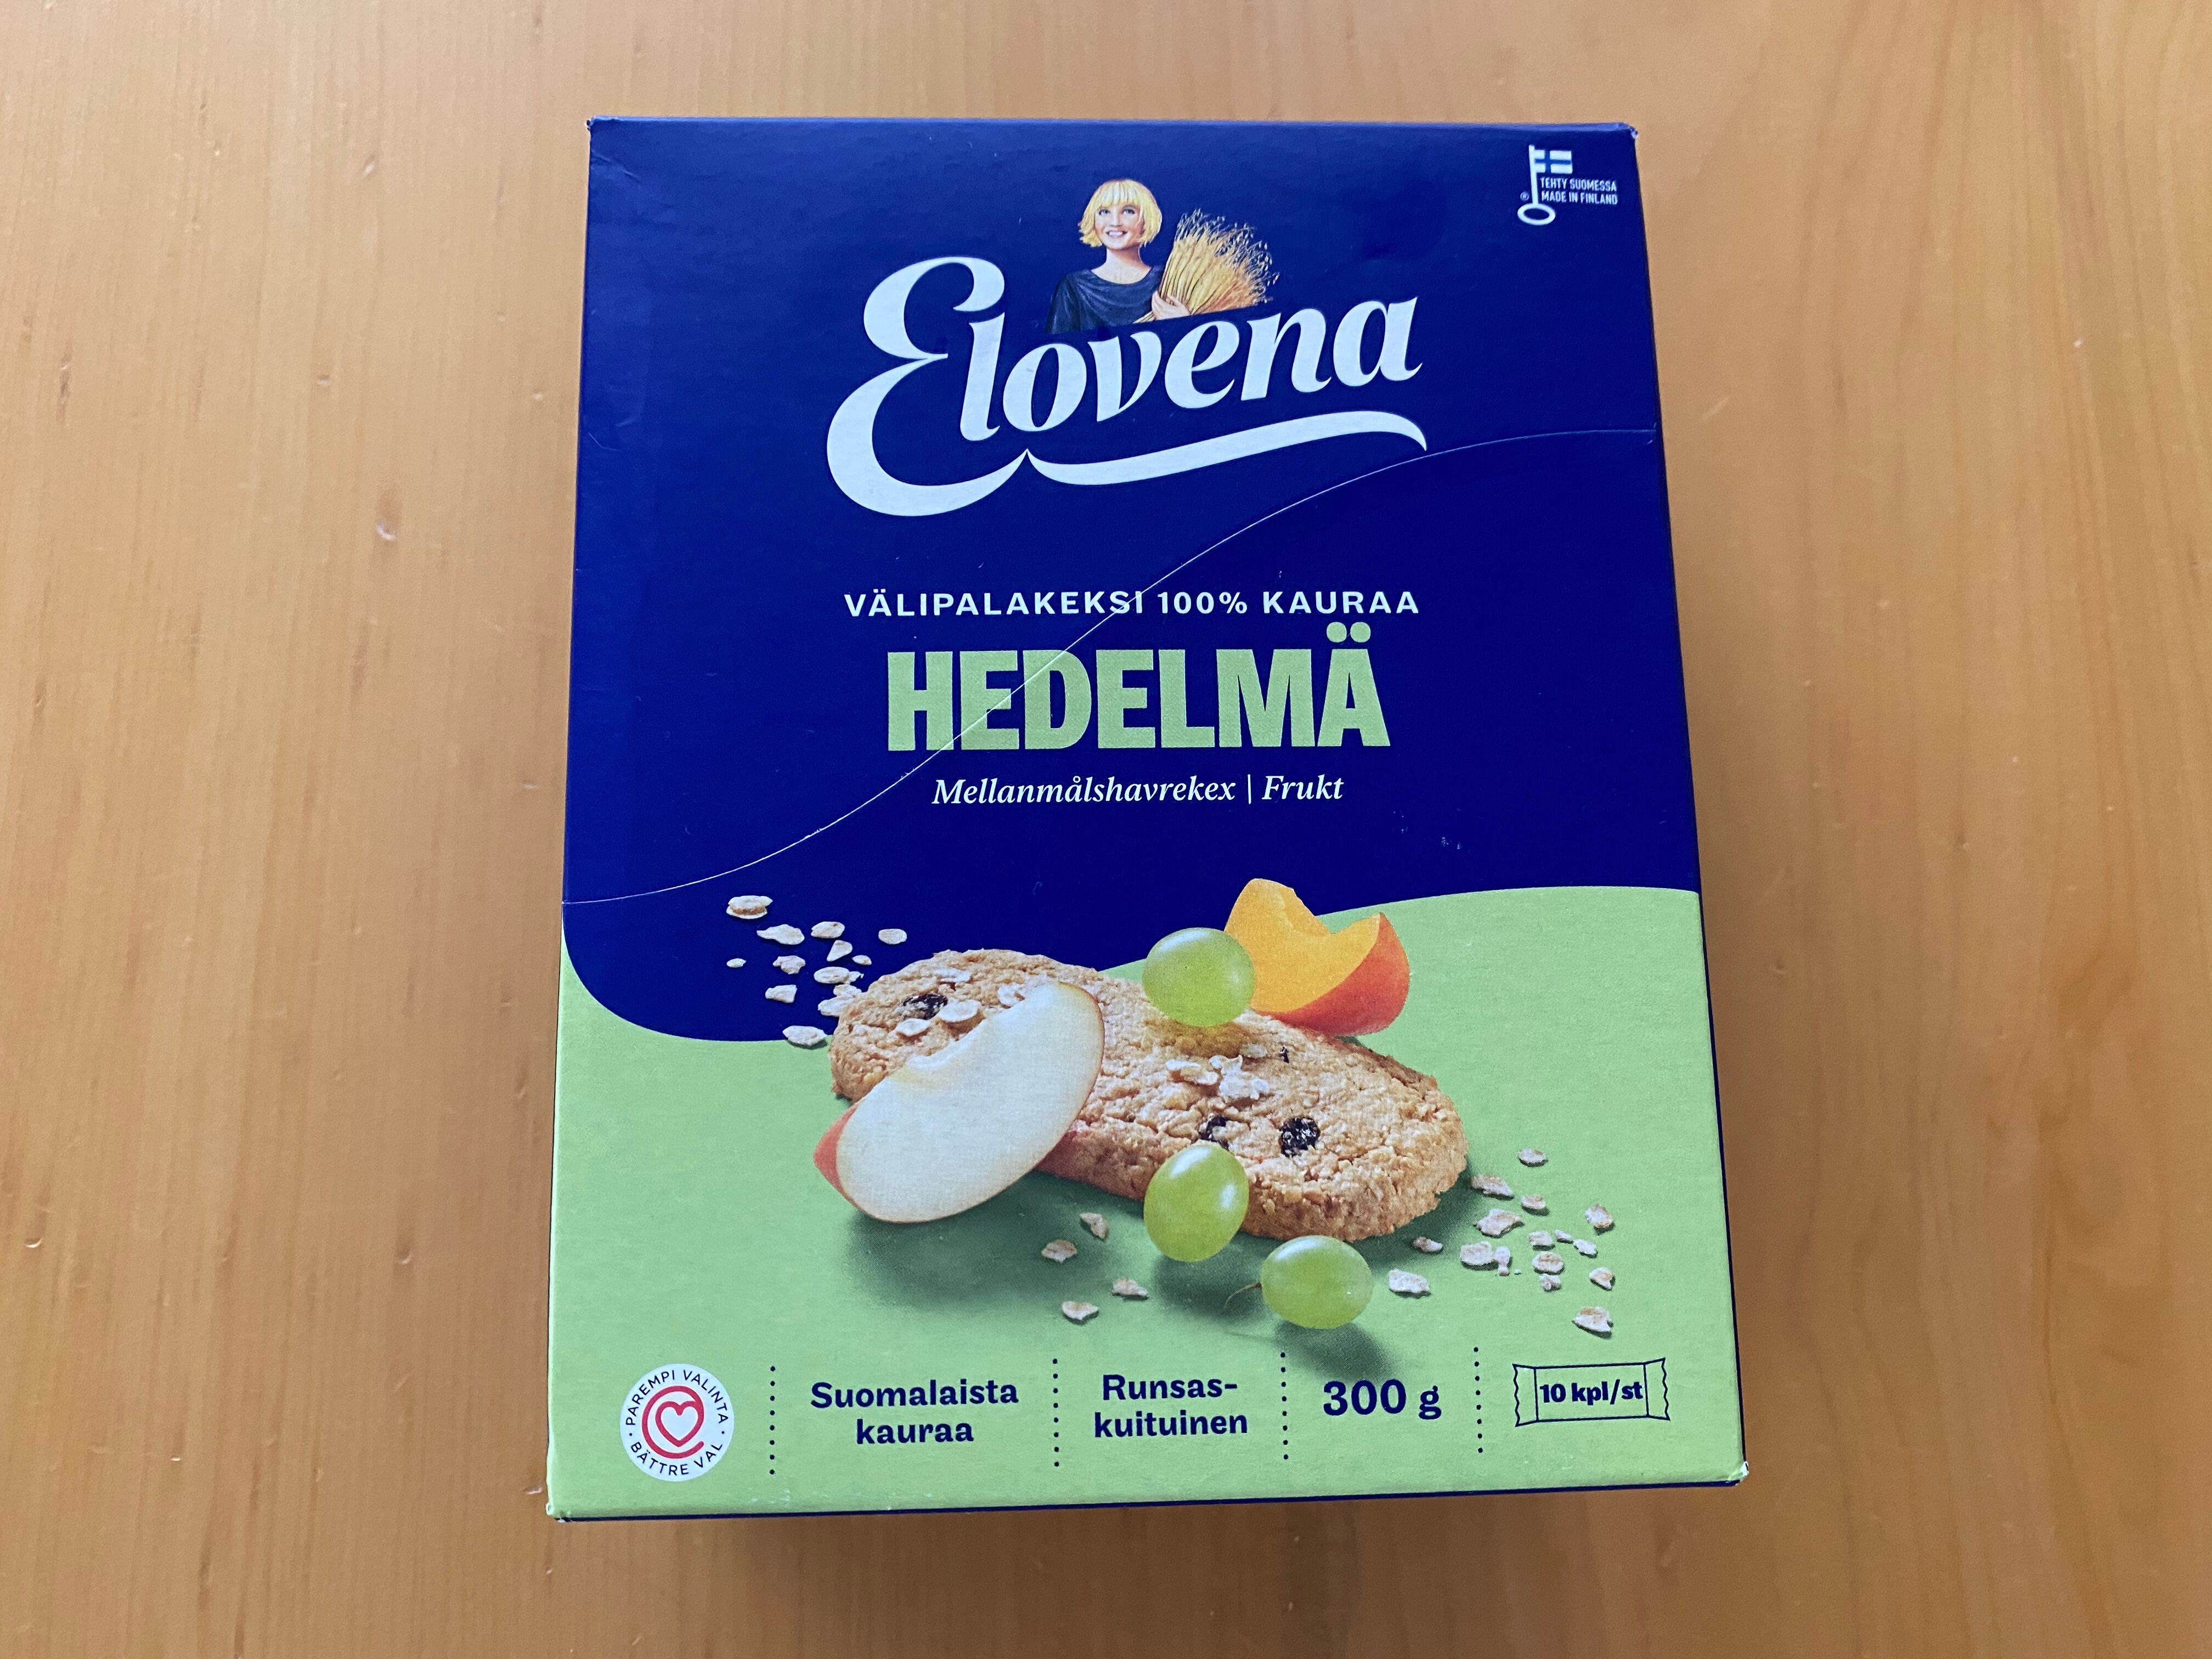 TEHTY SUOMESSA
® MADE IN FINLAND
Elovena
VÄLIPALAKEKSI 100% KAURAA
HEDELMÄ
Mellanmålshavrekex | Frukt
PAREMPI VALINTA
BÄTTRE VAL
Suomalaista
kauraa
Runsas-
kuituinen
300 g
10 kpl/st